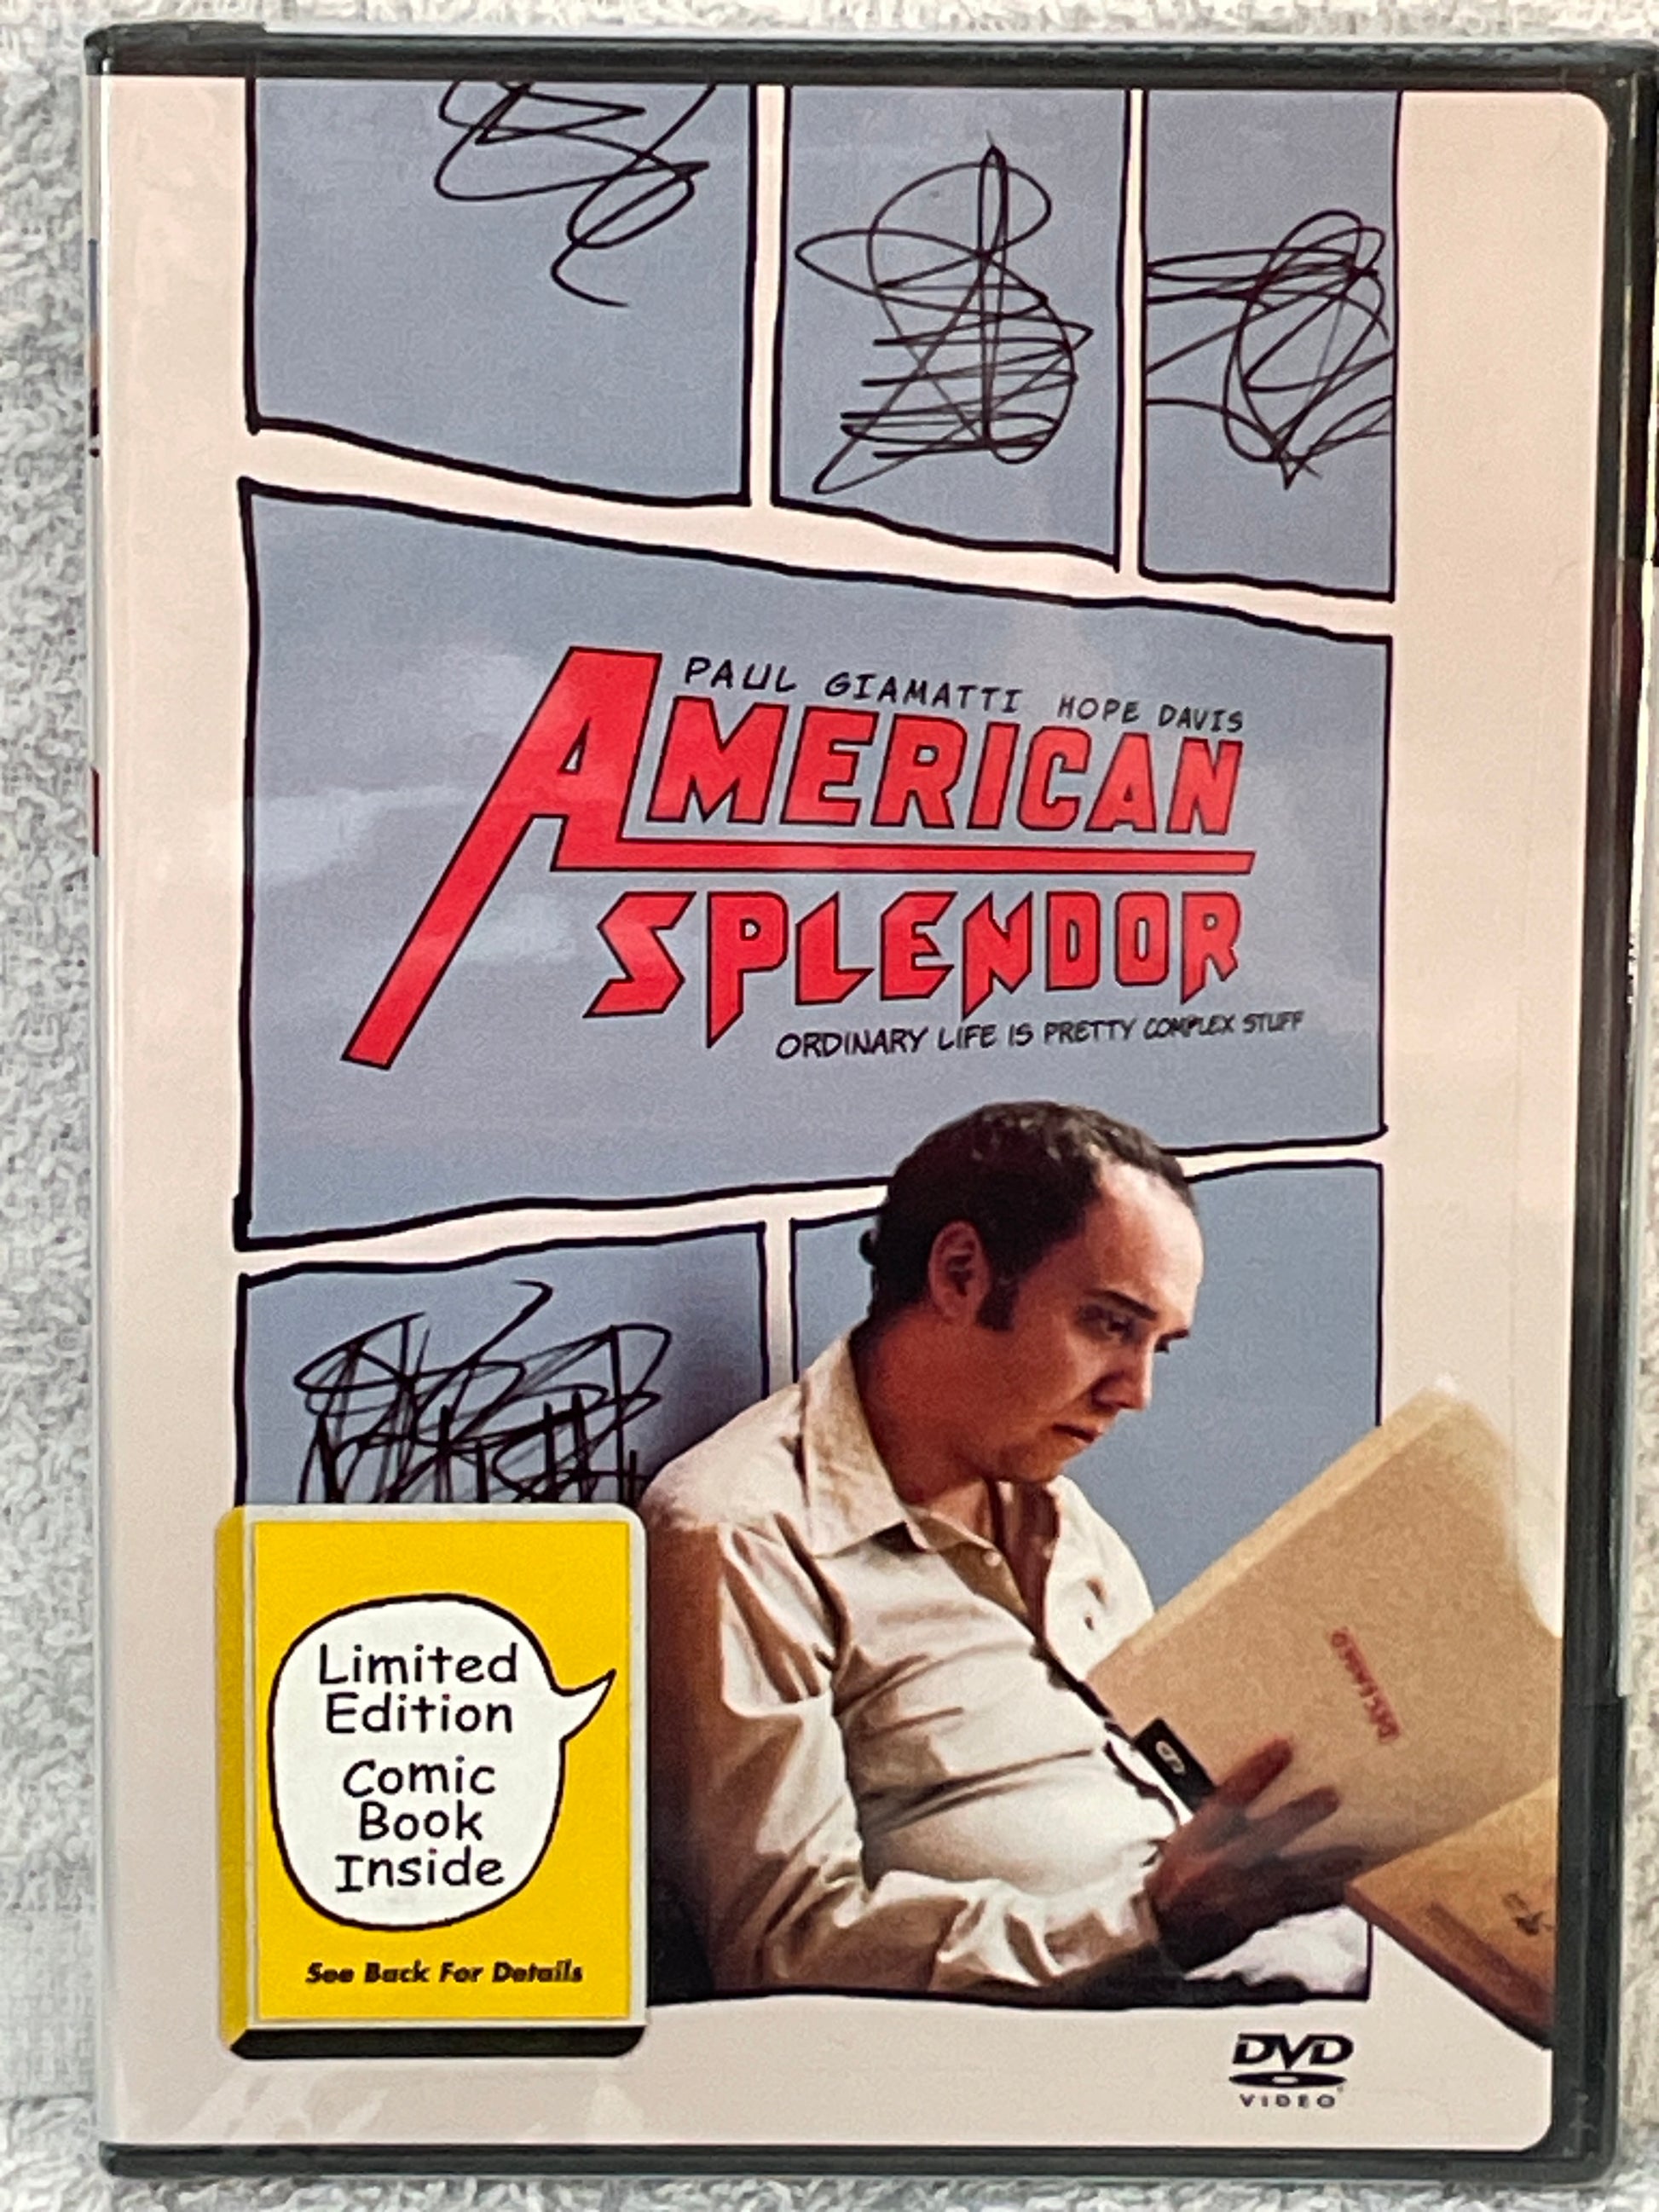 PAUL GIAMATTI HOPE DAVIS
AMERICAN
SPLENDOR
ORDINARY LIFE IS PRETTY COMPLEX STUFF
DECEASED
Limited
Edition
Comic
Book
Inside
See Back For Details
DVD
VIDEO